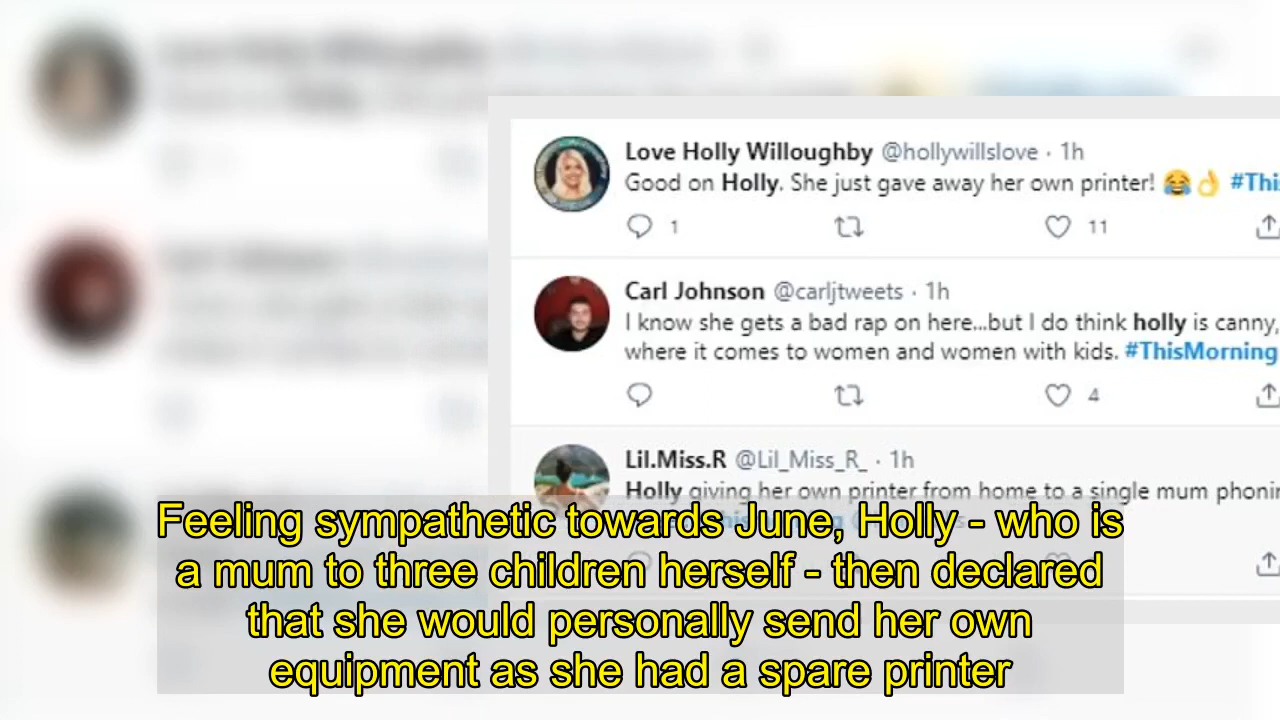 Love Holly Willoughby @hollywillslove · 1h
Good on Holly. She just gave away her own printer! 😂👌 #This
1 11
Carl Johnson @carljtweets · 1h
I know she gets a bad rap on here...but I do think holly is canny,
where it comes to women and women with kids. #ThisMorning
4
Lil.Miss.R @Lil_Miss_R_ · 1h
Holly giving her own printer from home to a single mum
Feeling sympathetic towards June, Holly - who is
a mum to three children herself - then declared
that she would personally send her own
equipment as she had a spare printer